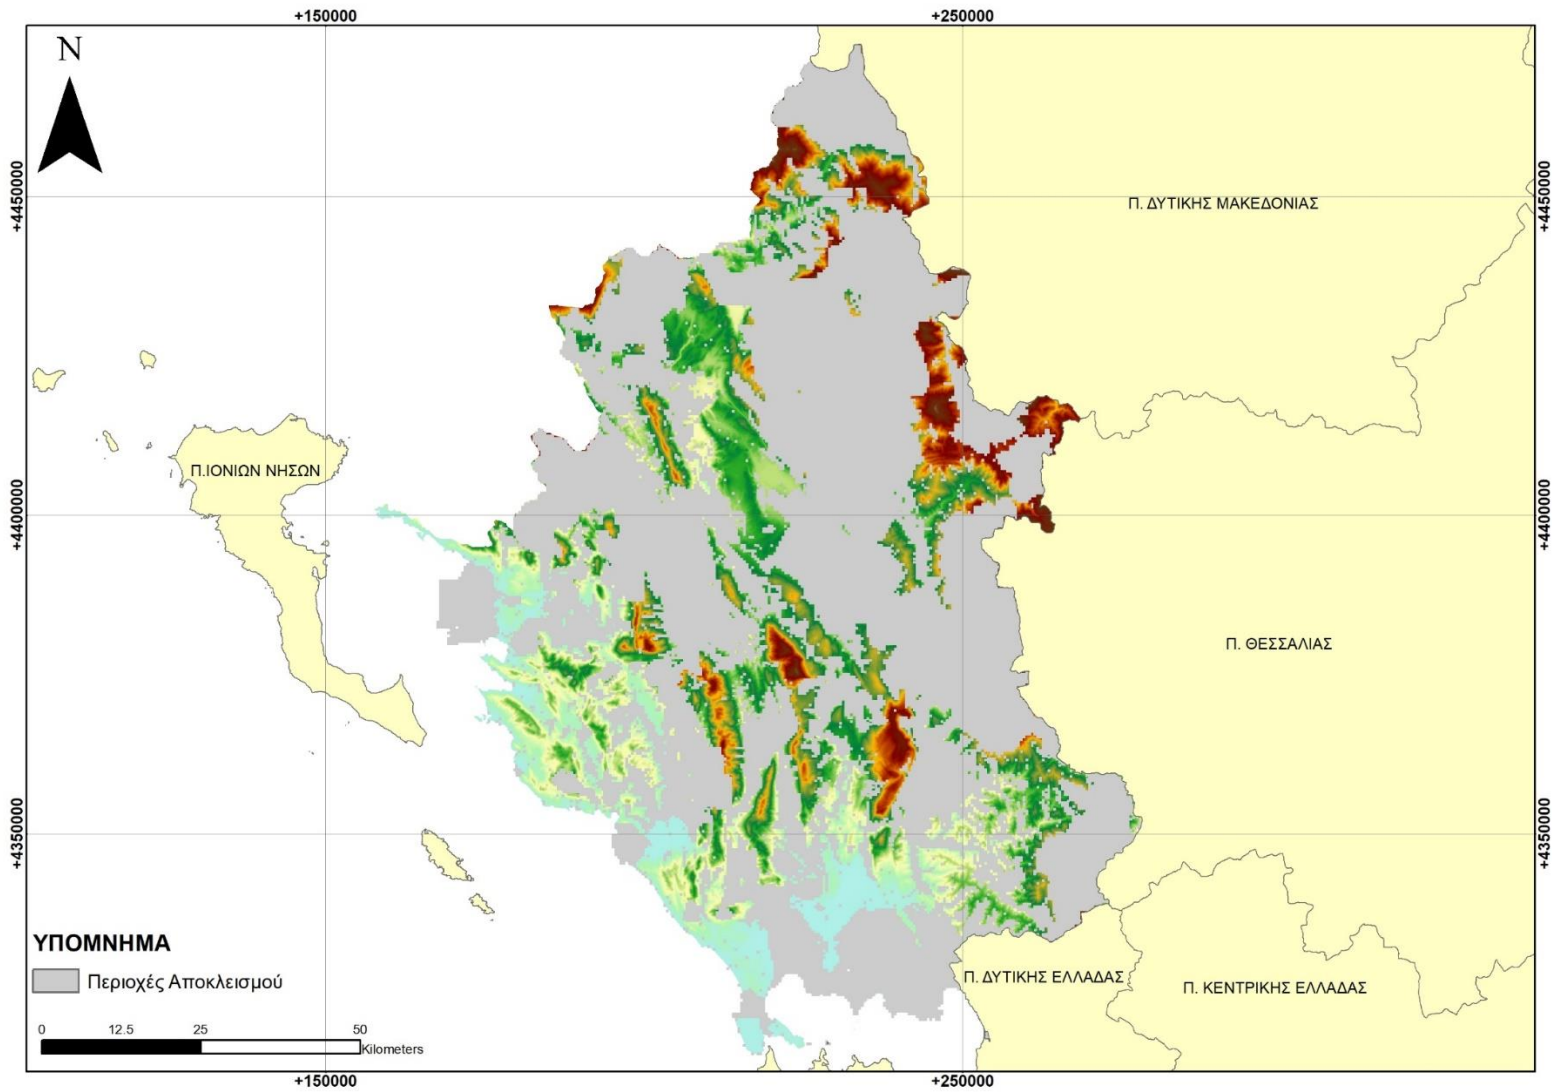 +150000
+250000
N
+4450000
+4450000
Π. ΔΥΤΙΚΗΣ ΜΑΚΕΔΟΝΙΑΣ
Π.ΙΟΝΙΩΝ ΝΗΣΩΝ
+4400000
+4400000
Π. ΘΕΣΣΑΛΙΑΣ
+4350000
+4350000
ΥΠΟΜΝΗΜΑ
Περιοχές Αποκλεισμού
Π. ΔΥΤΙΚΗΣ ΕΛΛΑΔΑΣ
Π. ΚΕΝΤΡΙΚΗΣ ΕΛΛΑΔΑΣ
0 12.5 25 50
Kilometers
+150000
+250000